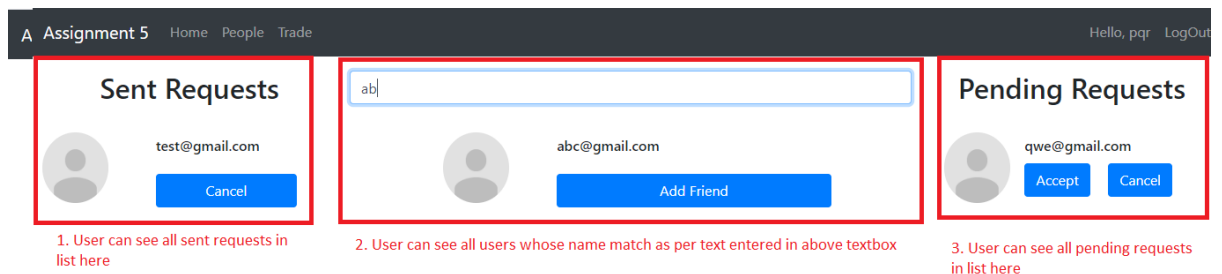 A Assignment 5 Home People Trade Hello, pqr LogOut
Sent Requests
test@gmail.com
Cancel
1. User can see all sent requests in
list here
ab
abc@gmail.com
Add Friend
2. User can see all users whose name match as per text entered in above textbox
Pending Requests
qwe@gmail.com
Accept Cancel
3. User can see all pending requests
in list here